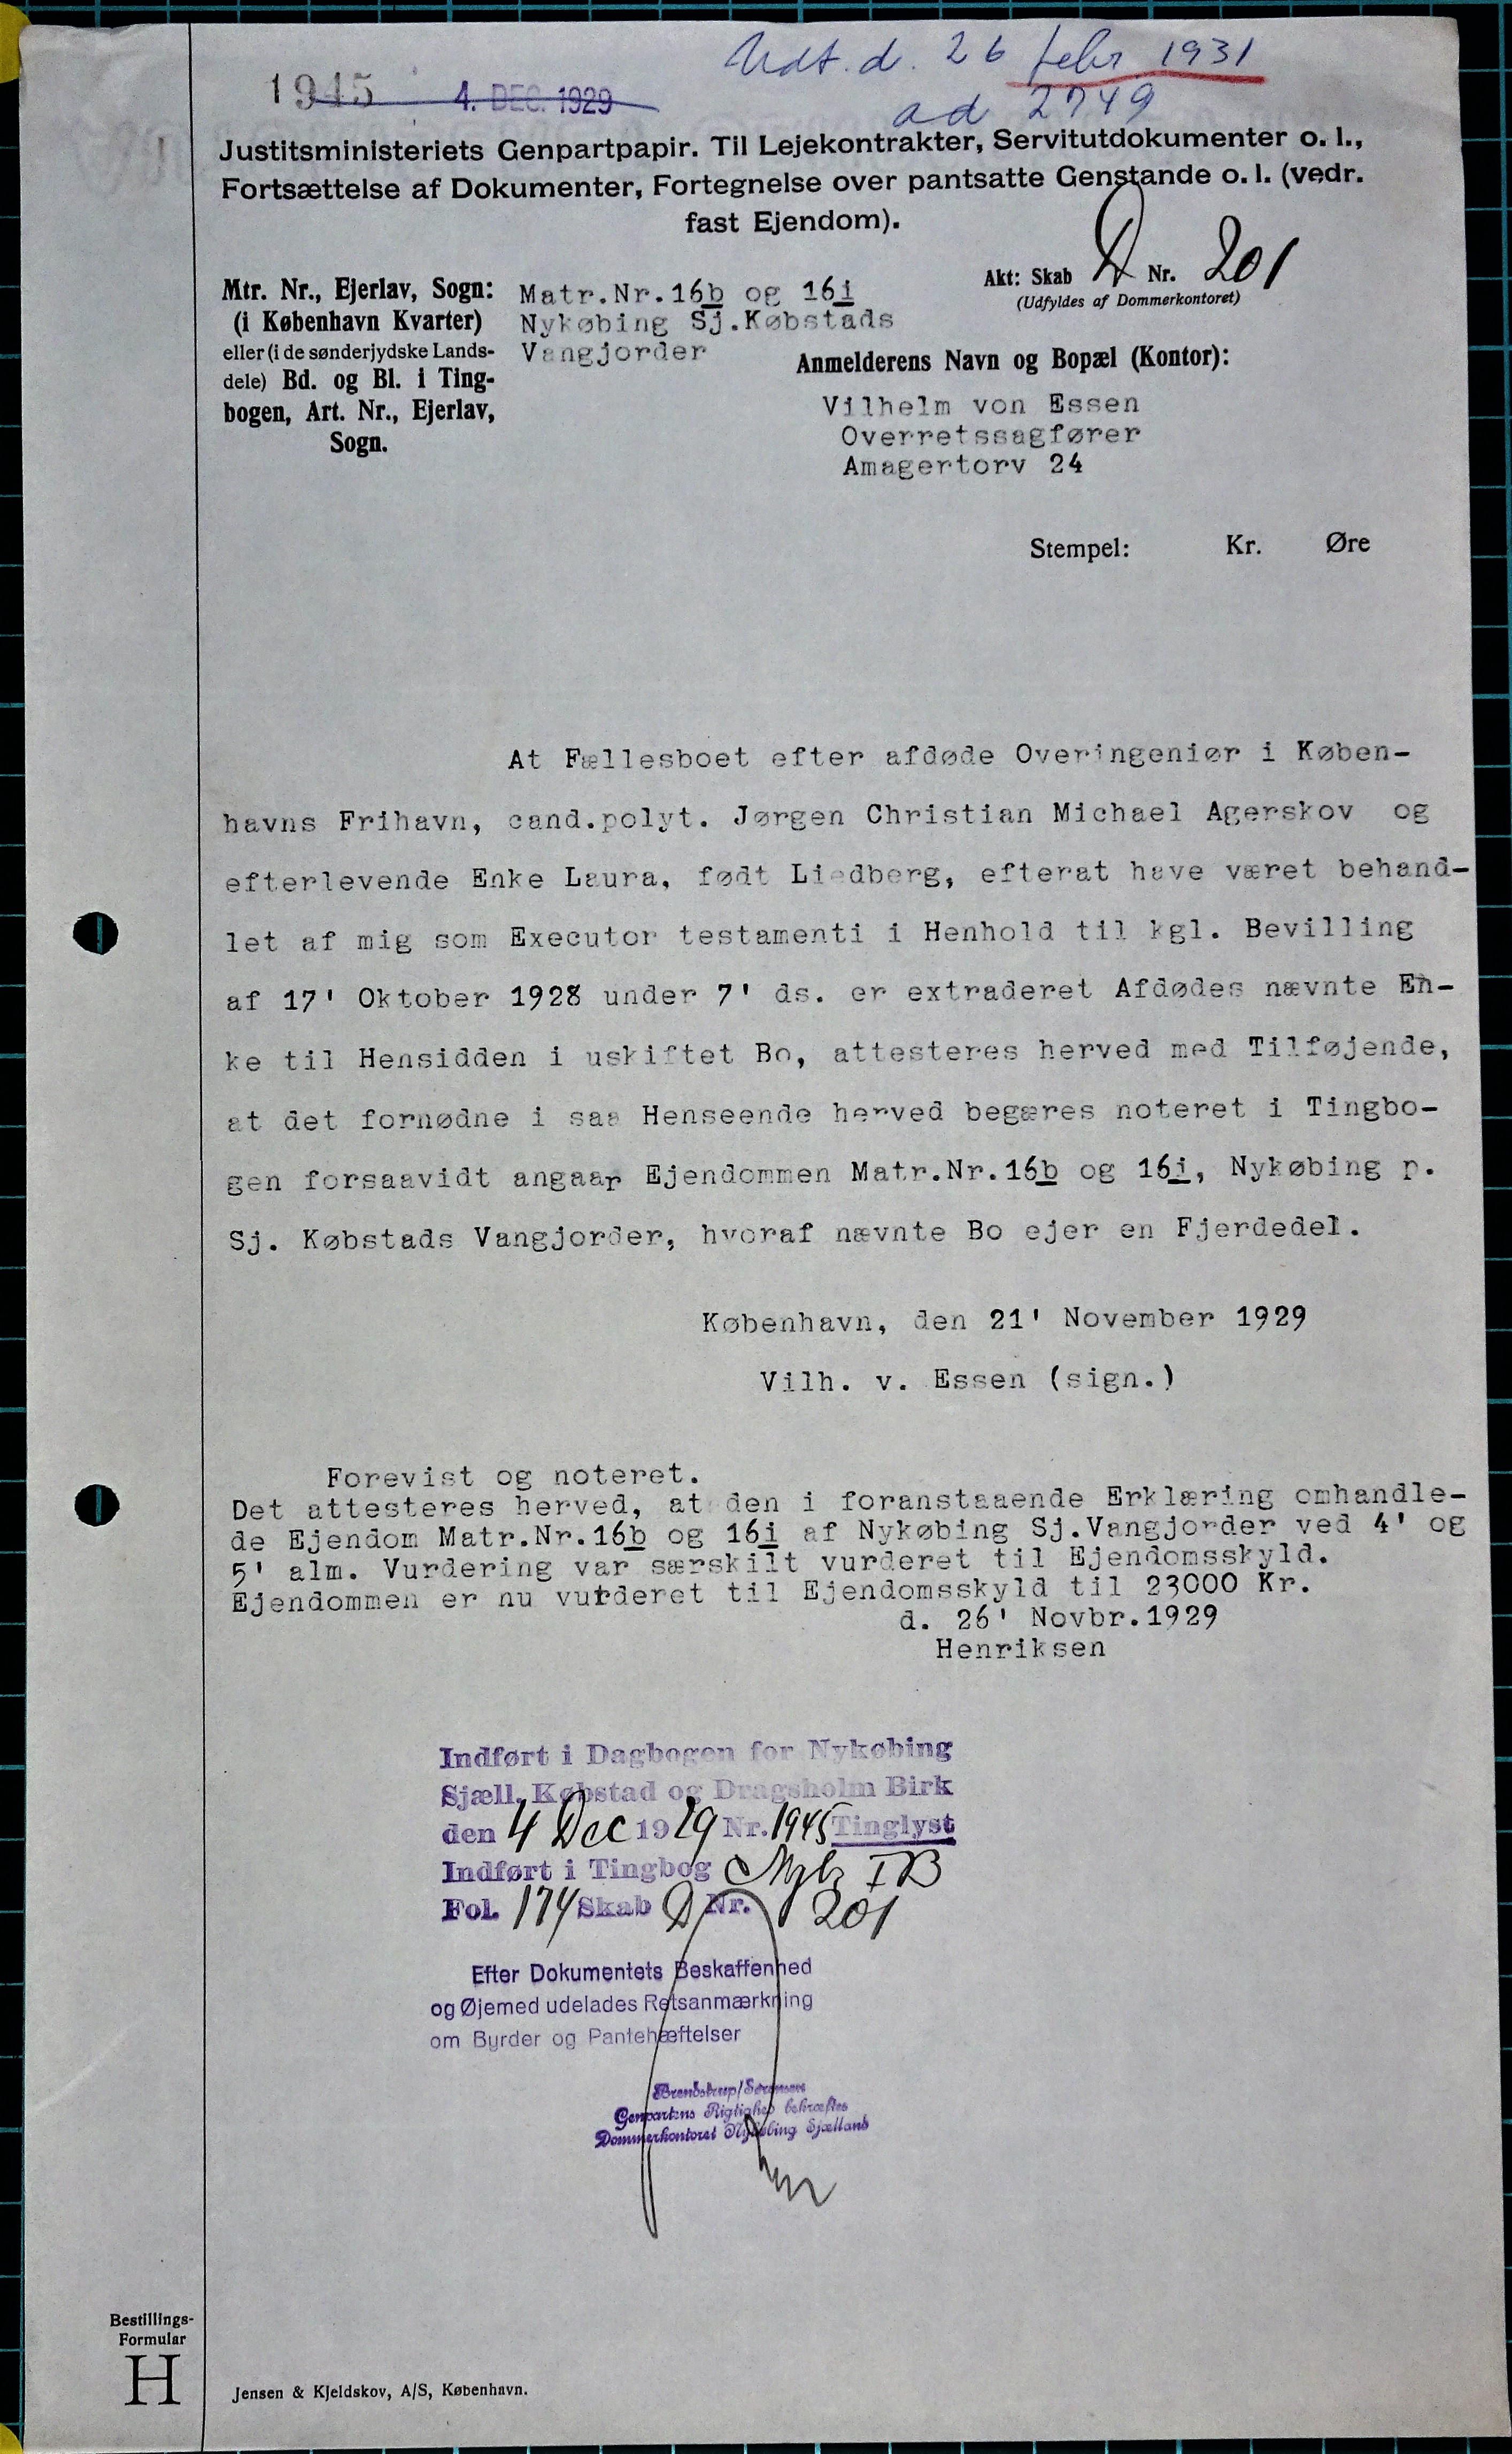 Udt. d. 26 febr 1931
1945 4. DEC. 1929
ad 2749
Justitsministeriets Genpartpapir. Til Lejekontrakter, Servitutdokumenter o. l.,
Fortsættelse af Dokumenter, Fortegnelse over pantsatte Genstande o. l. (vedr.
fast Ejendom).
Akt: Skab D Nr. 201
(Udfyldes af Dommerkontoret)
Mtr. Nr., Ejerlav, Sogn:
(i København Kvarter)
eller (i de sønderjydske Lands-
dele) Bd. og Bl. i Ting-
bogen, Art. Nr., Ejerlav,
Sogn.
Matr.Nr.16b og 16i
Nykøbing Sj.Købstads
Vangjorder
Anmelderens Navn og Bopæl (Kontor):
Vilhelm von Essen
Overretssagfører
Amagertorv 24
Stempel: Kr. Øre
At Fællesboet efter afdøde Overingeniør i Køben-
havns Frihavn, cand.polyt. Jørgen Christian Michael Agerskov og
efterlevende Enke Laura, født Liedberg, efterat have været behand-
let af mig som Executor testamenti i Henhold til kgl. Bevilling
af 17' Oktober 1928 under 7' ds. er extraderet Afdødes nævnte En-
ke til Hensidden i uskiftet Bo, attesteres herved med Tilføjende,
at det fornødne i saa Henseende herved begæres noteret i Tingbo-
gen forsaavidt angaar Ejendommen Matr.Nr.16b og 16i, Nykøbing p.
Sj. Købstads Vangjorder, hvoraf nævnte Bo ejer en Fjerdedel.
København, den 21' November 1929
Vilh. v. Essen (sign.)
Forevist og noteret.
Det attesteres herved, at den i foranstaaende Erklæring omhandle-
de Ejendom Matr.Nr.16b og 16i af Nykøbing Sj.Vangjorder ved 4' og
5' alm. Vurdering var særskilt vurderet til Ejendomsskyld.
Ejendommen er nu vurderet til Ejendomsskyld til 23000 Kr.
d. 26' Novbr.1929
Henriksen
Indført i Dagbogen for Nykøbing
Sjæll. Købstad og Dragsholm Birk
den 4 Dec 1929 Nr. 1945 Tinglyst
Indført i Tingbog Nykb IB
Fol. 174 Skab D Nr. 201
Efter Dokumentets Beskaffenhed
og Øjemed udelades Retsanmærkning
om Byrder og Pantehæftelser
Brendstrup/Sørensen
Genpartens Rigtighed bekræftes
Dommerkontoret Nykøbing Sjælland
Bestillings-
Formular
H
Jensen & Kjeldskov, A/S, København.